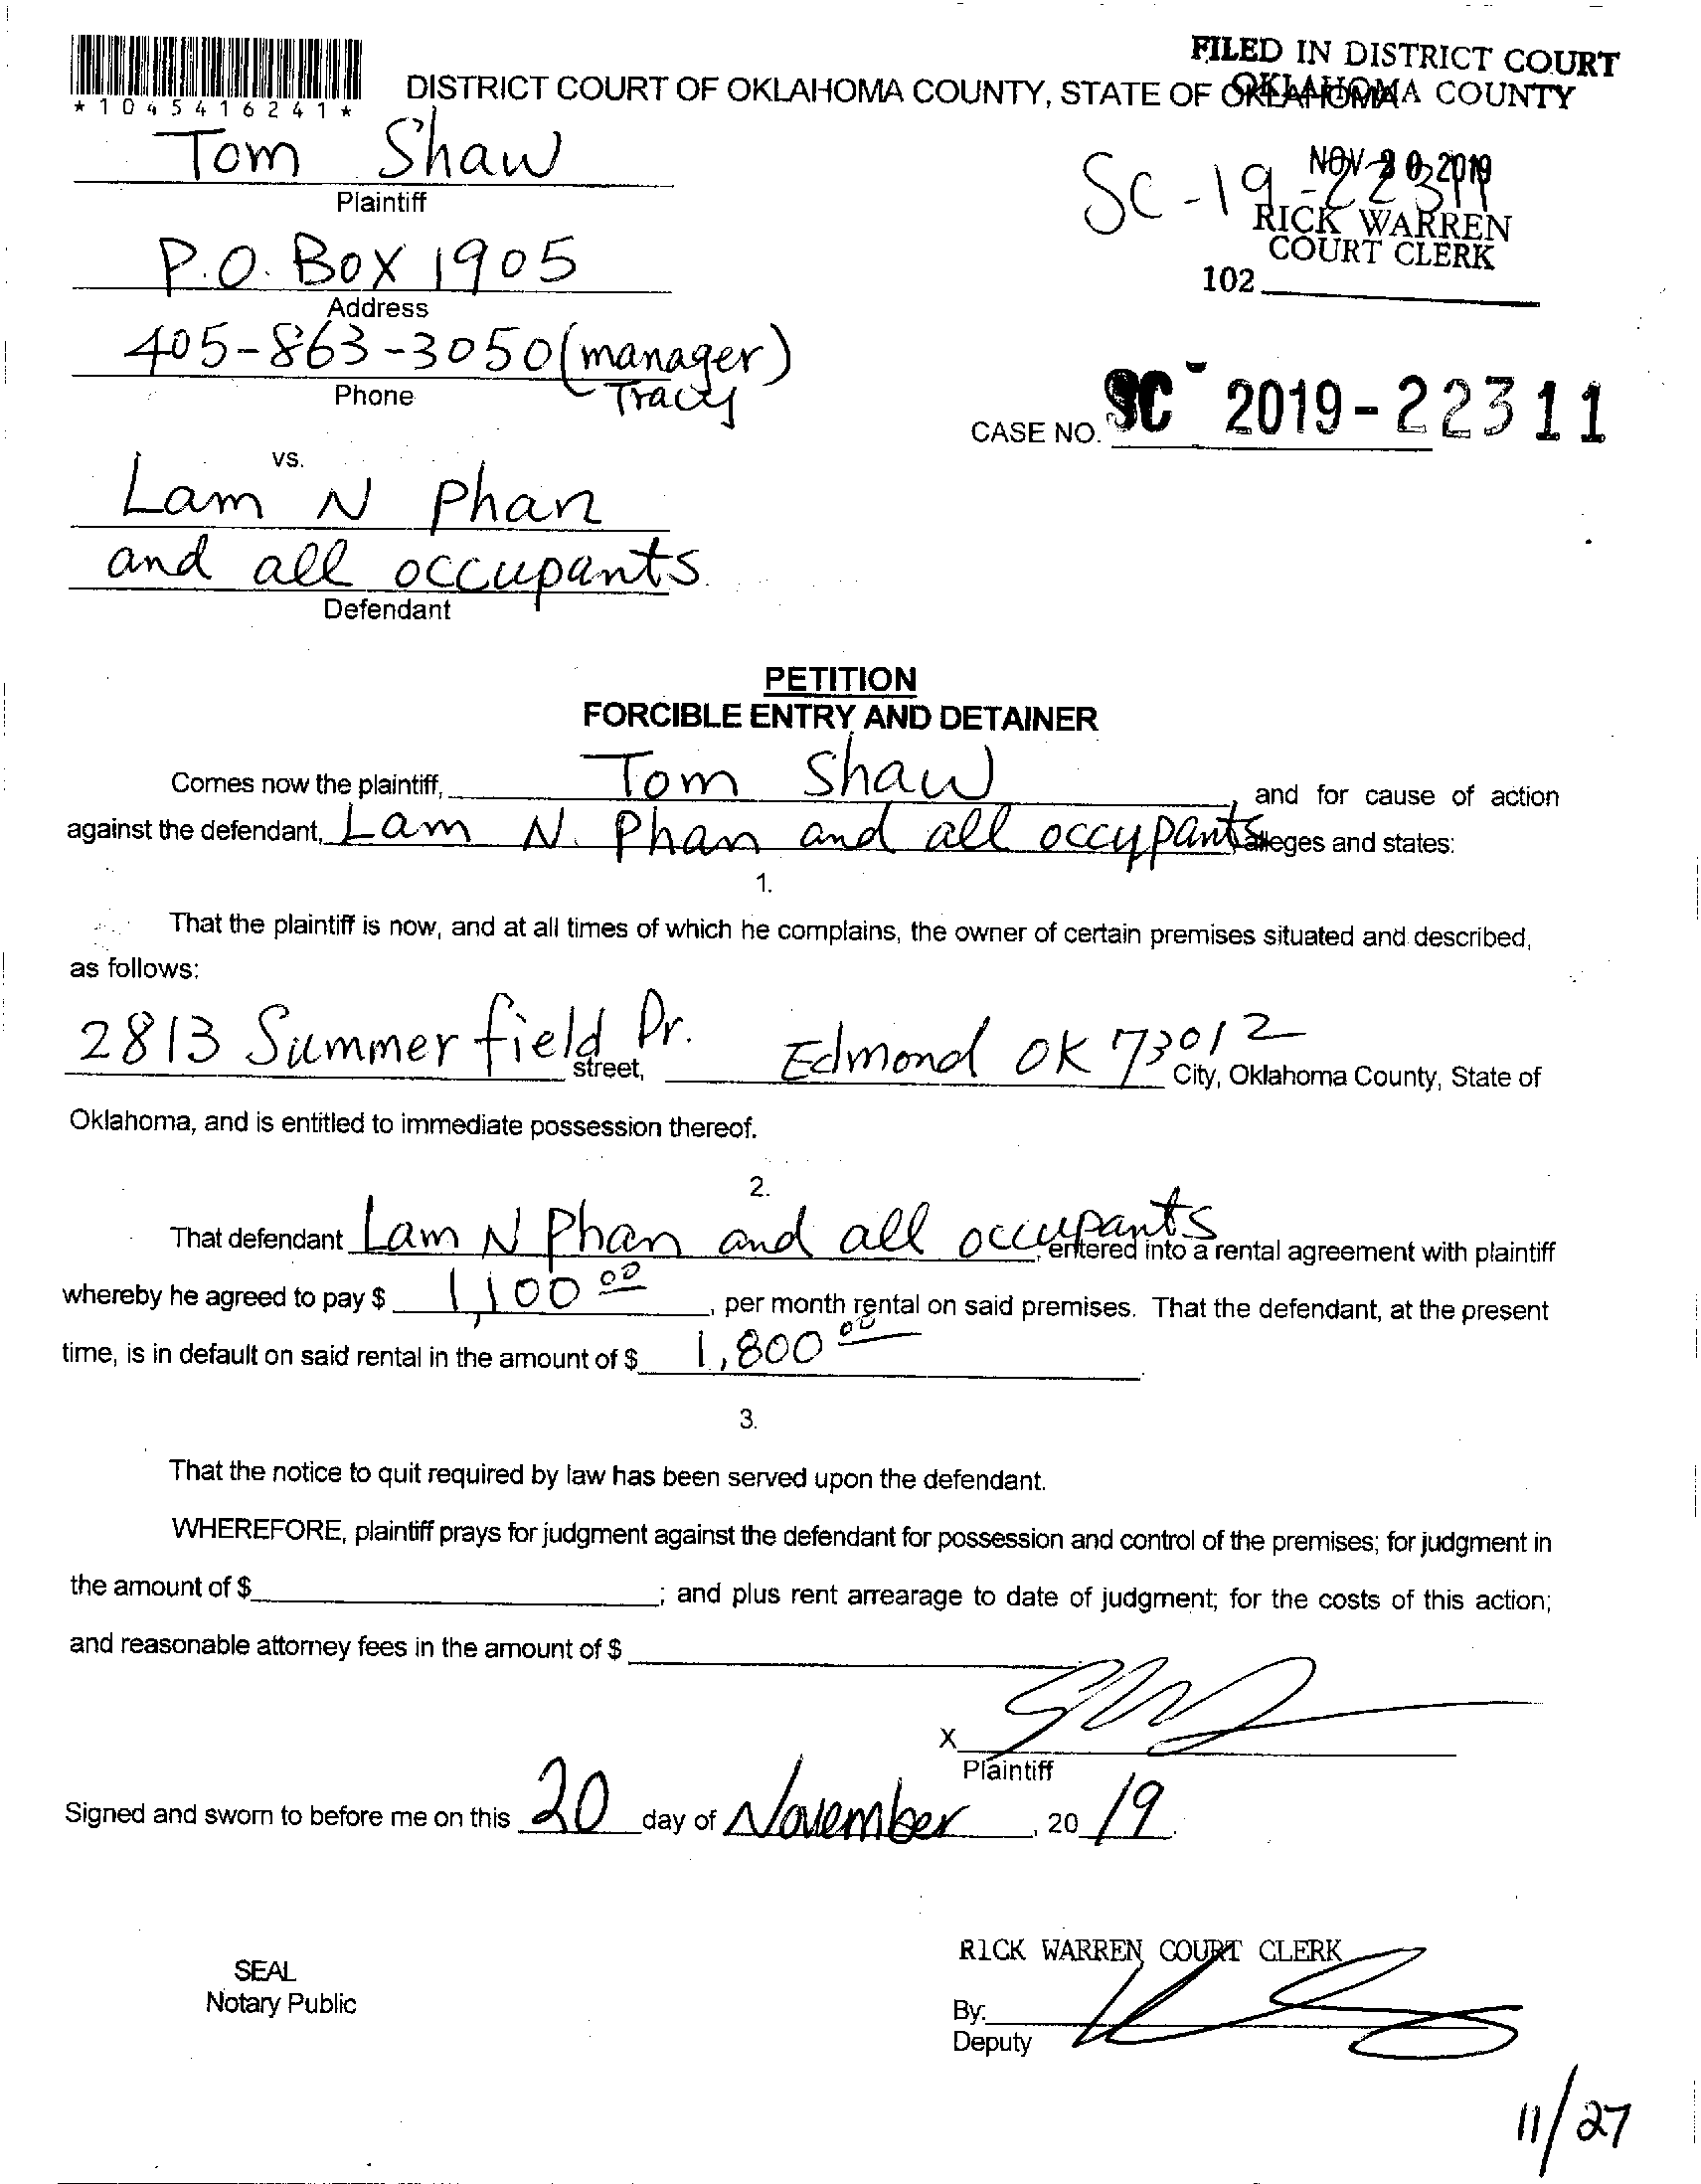 FILED IN DISTRICT COURT
OKLAHOMA COUNTY
*1045416241*
DISTRICT COURT OF OKLAHOMA COUNTY, STATE OF OKLAHOMA
Tom Shaw
Plaintiff
NOV 20 2019
SC-19-22311
RICK WARREN
COURT CLERK
102
P.O. Box 1905
Address
405-863-3050 (manager)
Tracy
Phone
CASE NO. SC 2019-22311
vs.
Lam N Phan
and all occupants
Defendant
PETITION
FORCIBLE ENTRY AND DETAINER
Comes now the plaintiff, Tom Shaw, and for cause of action
against the defendant, Lam N. Phan and all occupants alleges and states:
1.
That the plaintiff is now, and at all times of which he complains, the owner of certain premises situated and described,
as follows:
2813 Summerfield Dr. street, Edmond OK 73012 City, Oklahoma County, State of
Oklahoma, and is entitled to immediate possession thereof.
2.
That defendant Lam N Phan and all occupants, entered into a rental agreement with plaintiff
whereby he agreed to pay $ 1,100 00, per month rental on said premises. That the defendant, at the present
time, is in default on said rental in the amount of $ 1,800 00
3.
That the notice to quit required by law has been served upon the defendant.
WHEREFORE, plaintiff prays for judgment against the defendant for possession and control of the premises; for judgment in
the amount of $ ; and plus rent arrearage to date of judgment; for the costs of this action;
and reasonable attorney fees in the amount of $
X
Plaintiff
Signed and sworn to before me on this 20 day of November, 20 19.
RICK WARREN COURT CLERK
SEAL
Notary Public
By:
Deputy
11/27